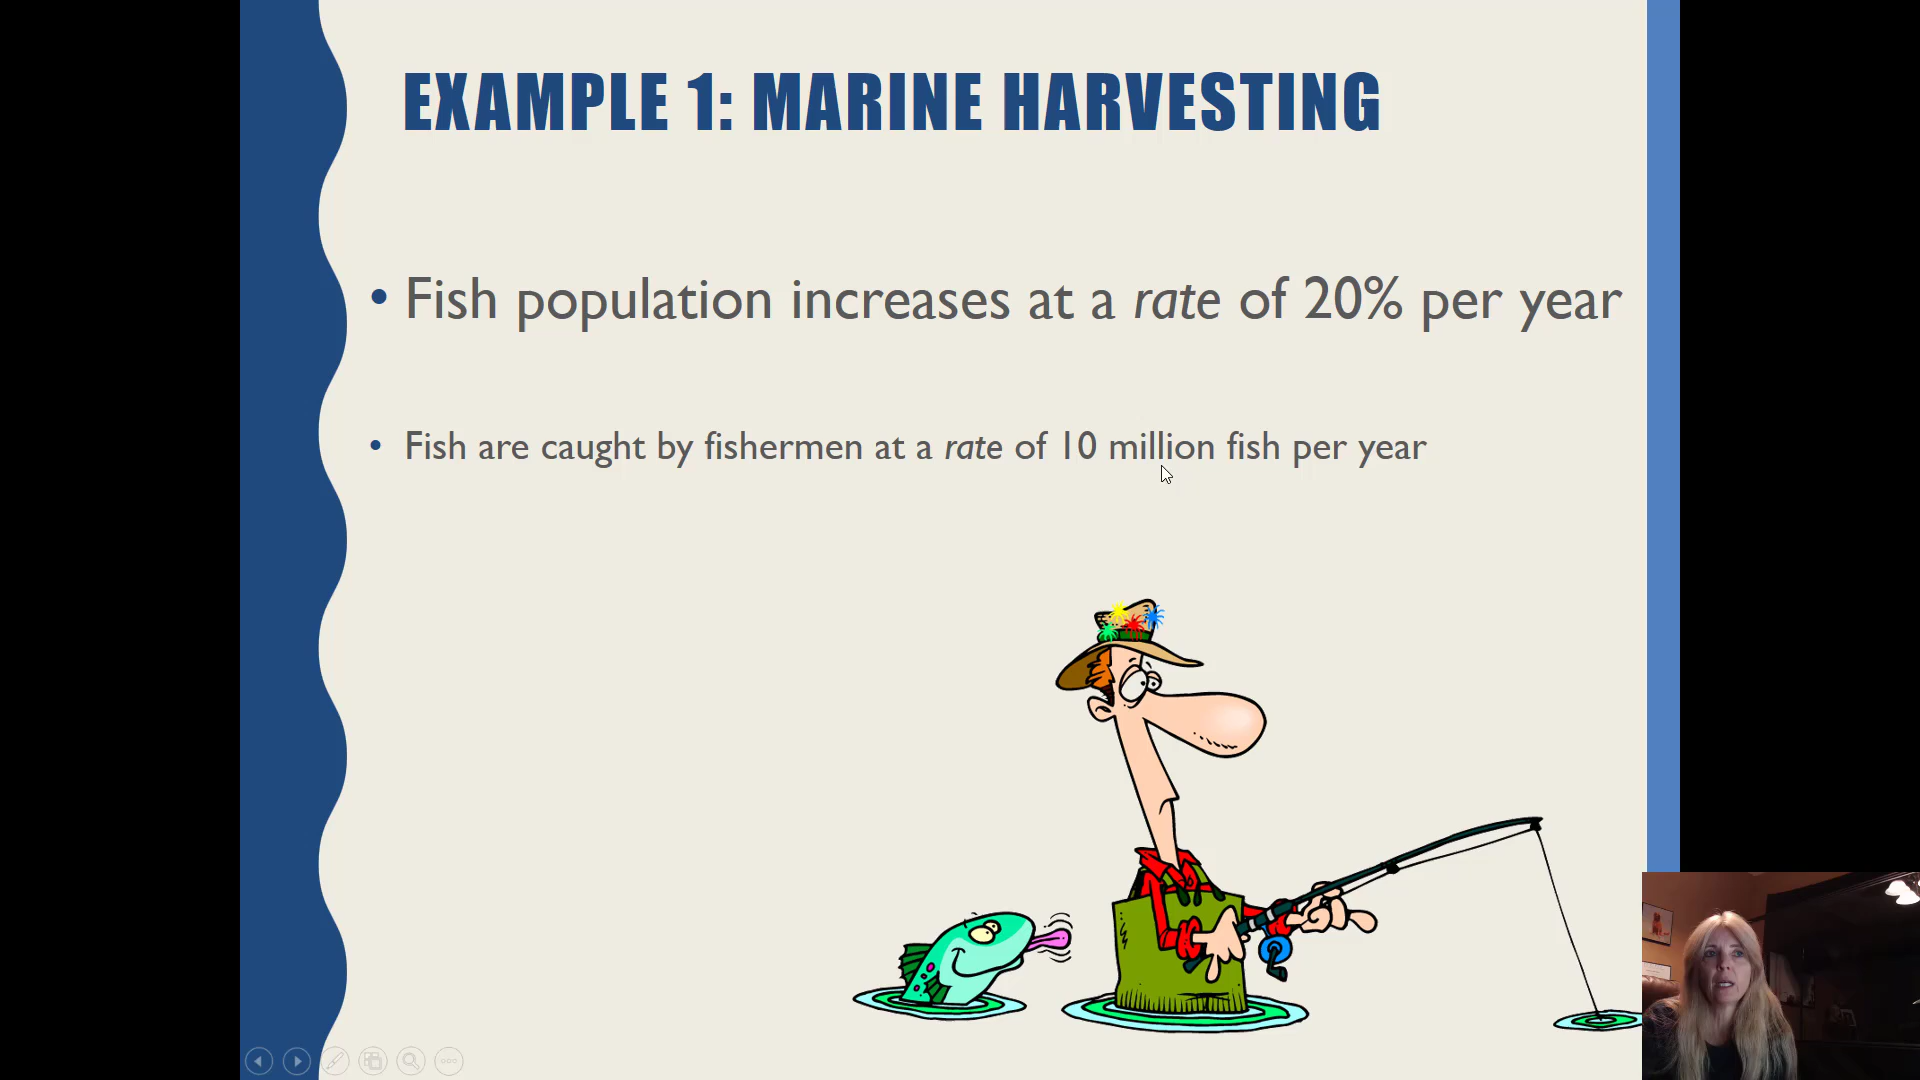 EXAMPLE 1: MARINE HARVESTING
• Fish population increases at a rate of 20% per year
• Fish are caught by fishermen at a rate of 10 million fish per year